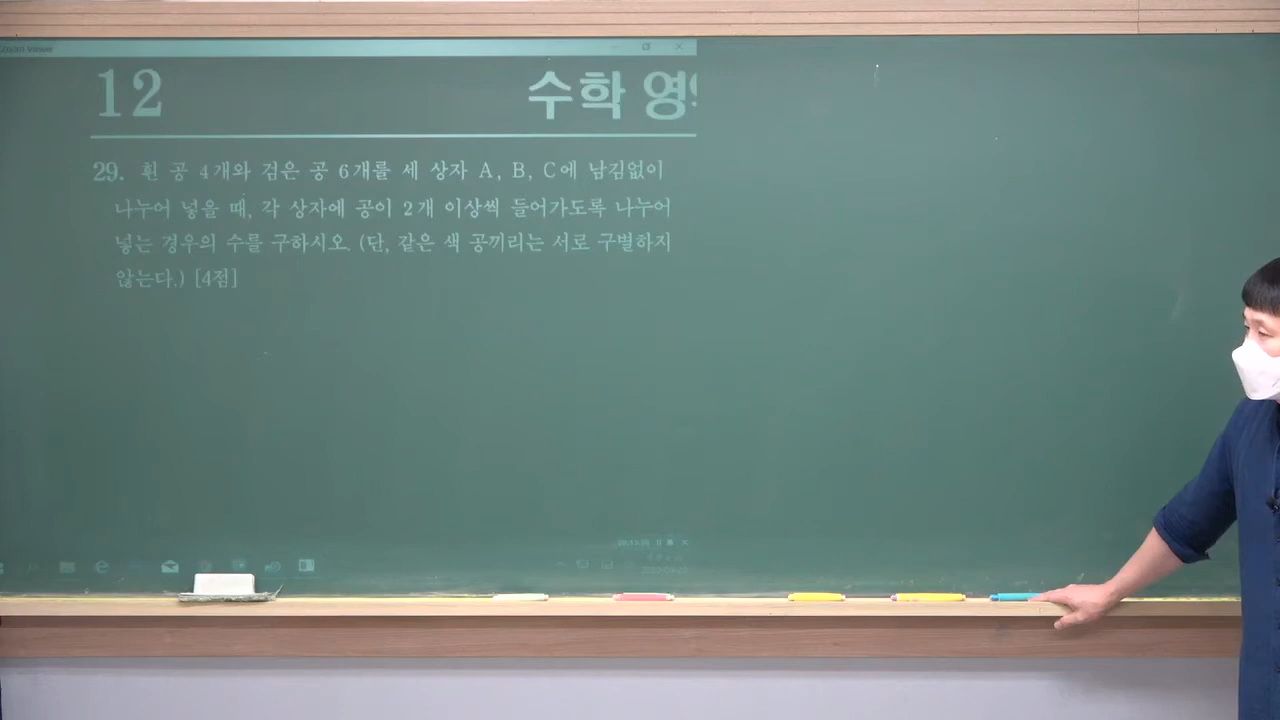 12
수학 영
29. 흰 공 4개와 검은 공 6개를 세 상자 A, B, C에 남김없이
나누어 넣을 때, 각 상자에 공이 2개 이상씩 들어가도록 나누어
넣는 경우의 수를 구하시오. (단, 같은 색 공끼리는 서로 구별하지
않는다.) [4점]